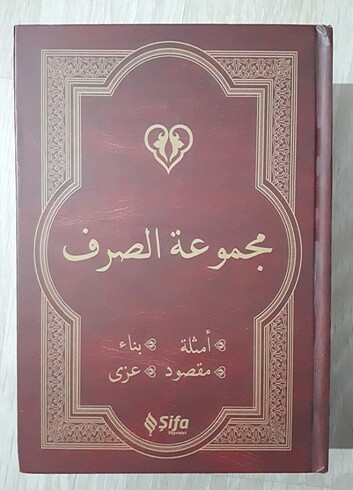 مجموعة الصرف
أمثلة بناء
مقصود عزى
Şifa
Yayınevi